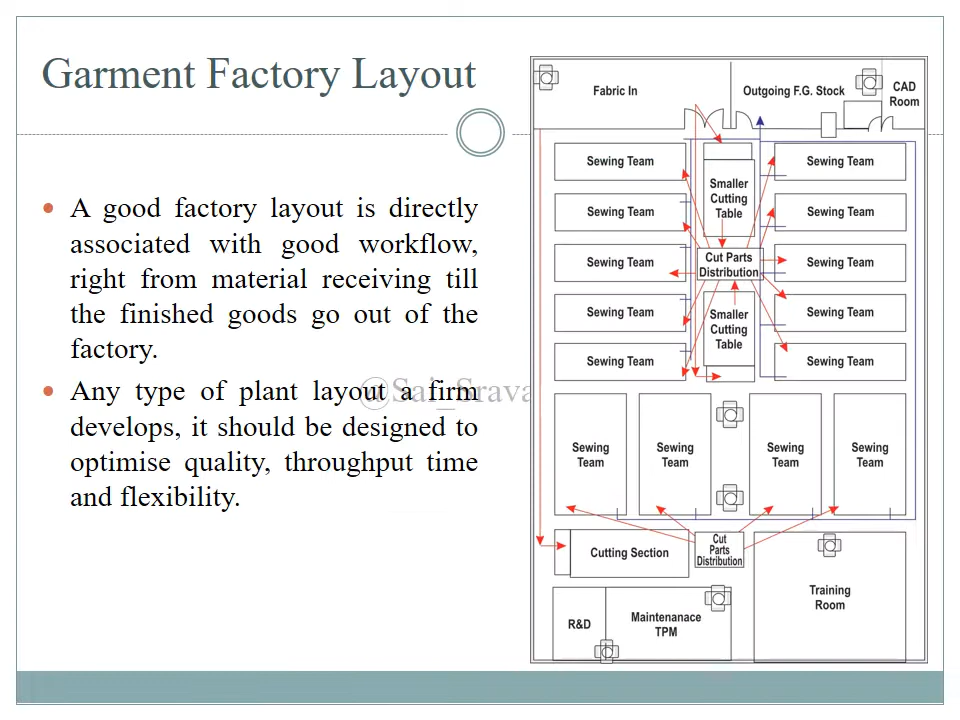 Garment Factory Layout
A good factory layout is directly
associated with good workflow,
right from material receiving till
the finished goods go out of the
factory.
Any type of plant layout a firm
develops, it should be designed to
optimise quality, throughput time
and flexibility.
Fabric In
Outgoing F.G. Stock
CAD
Room
Sewing Team
Sewing Team
Sewing Team
Sewing Team
Sewing Team
Smaller
Cutting
Table
Cut Parts
Distribution
Smaller
Cutting
Table
Sewing Team
Sewing Team
Sewing Team
Sewing Team
Sewing Team
Sewing
Team
Sewing
Team
Sewing
Team
Sewing
Team
Cutting Section
Cut
Parts
Distribution
Training
Room
R&D
Maintenanace
TPM